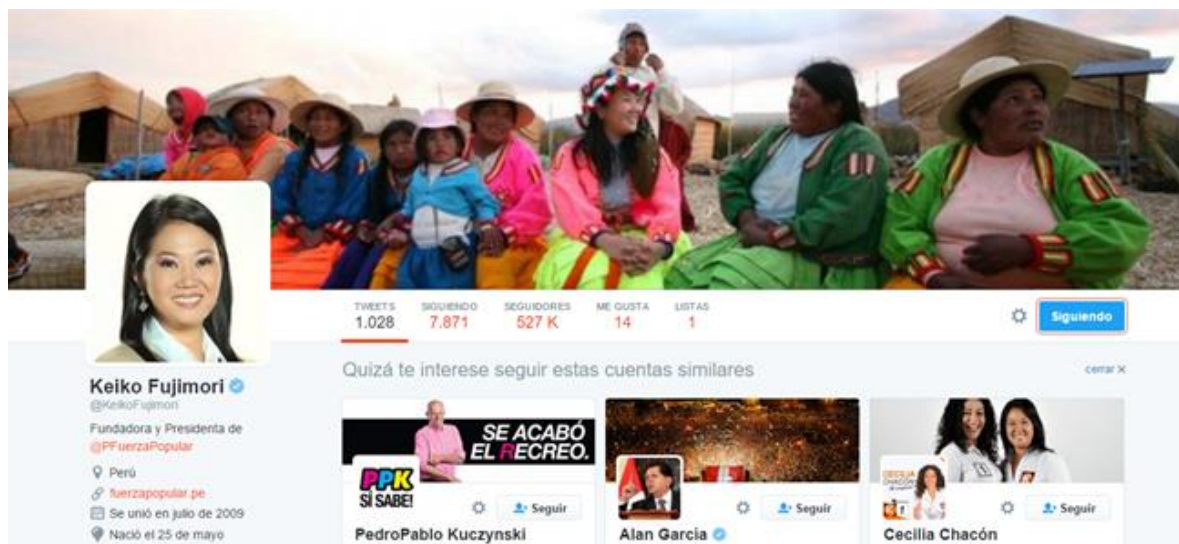 TWEETS
1.028
SIGUIENDO
7.871
SEGUIDORES
527 K
ME GUSTA
14
LISTAS
1
Siguiendo
Keiko Fujimori
@KeikoFujimori
Fundadora y Presidenta de
@PFuerzaPopular
Perú
fuerzapopular.pe
Se unió en julio de 2009
Nació el 25 de mayo
Quizá te interese seguir estas cuentas similares
cerrar x
SE ACABÓ
EL RECREO.
PPK
SÍ SABE!
Seguir
PedroPablo Kuczynski
Seguir
Alan García
CECILIA
CHACÓN
Seguir
Cecilia Chacón